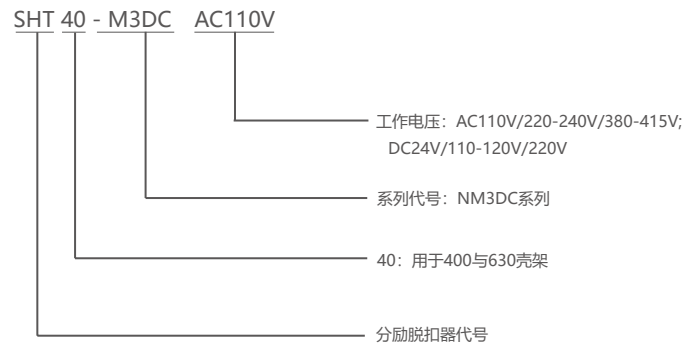 SHT 40 - M3DC AC110V
工作电压：AC110V/220-240V/380-415V;
DC24V/110-120V/220V
系列代号：NM3DC系列
40：用于400与630壳架
分励脱扣器代号